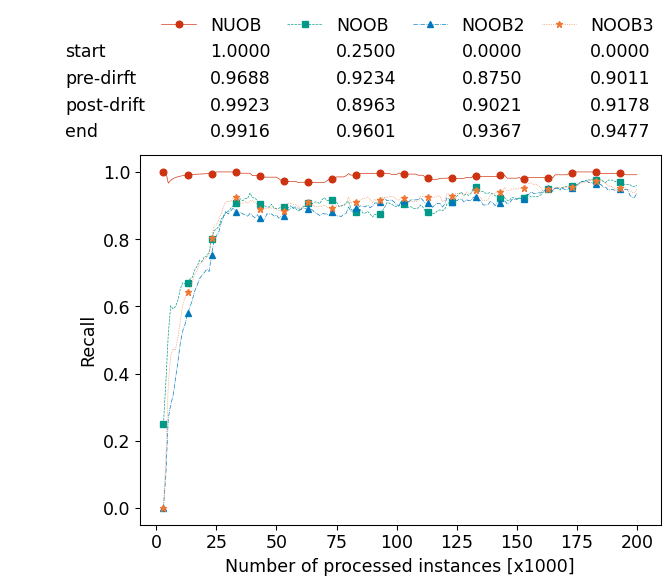 NUOB NOOB NOOB2 NOOB3
start 1.0000 0.2500 0.0000 0.0000
pre-dirft 0.9688 0.9234 0.8750 0.9011
post-drift 0.9923 0.8963 0.9021 0.9178
end 0.9916 0.9601 0.9367 0.9477
1.0
0.8
0.6
0.4
0.2
0.0
Recall
0 25 50 75 100 125 150 175 200
Number of processed instances [x1000]